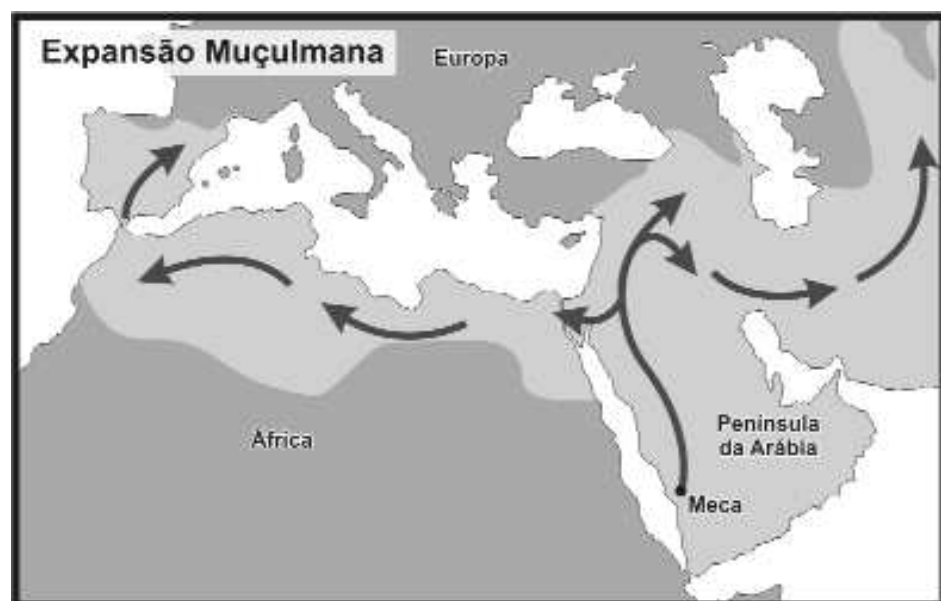 Expansão Muçulmana
Europa
África
Península
da Arábia
Meca